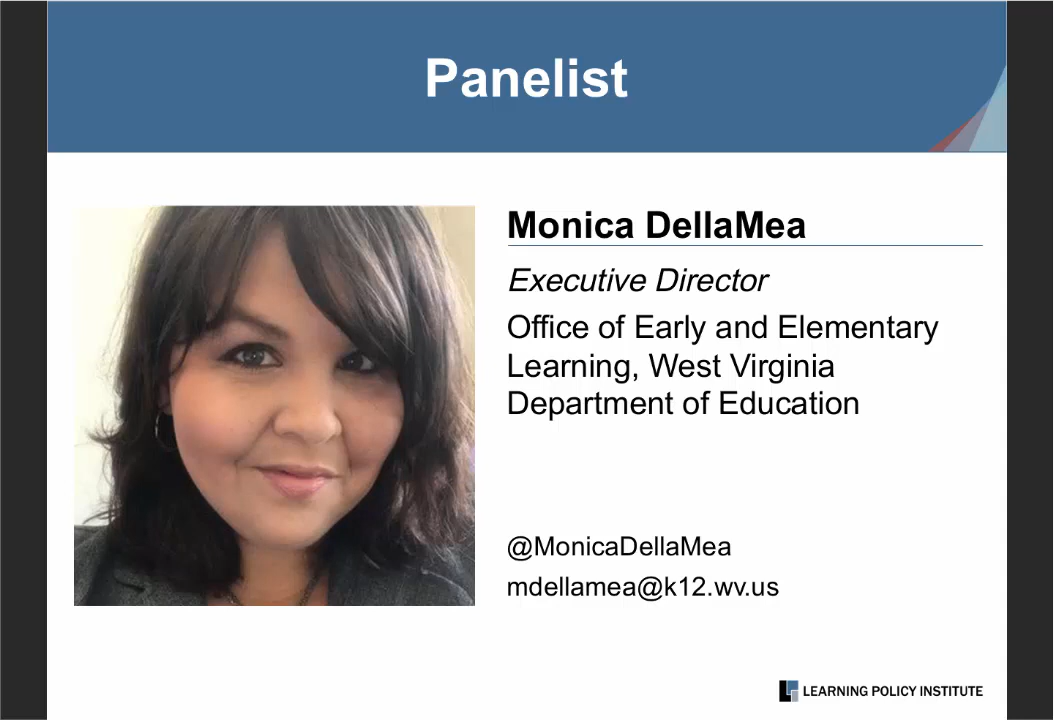 Panelist
Monica DellaMea
Executive Director
Office of Early and Elementary
Learning, West Virginia
Department of Education
@MonicaDellaMea
mdellamea@k12.wv.us
LEARNING POLICY INSTITUTE